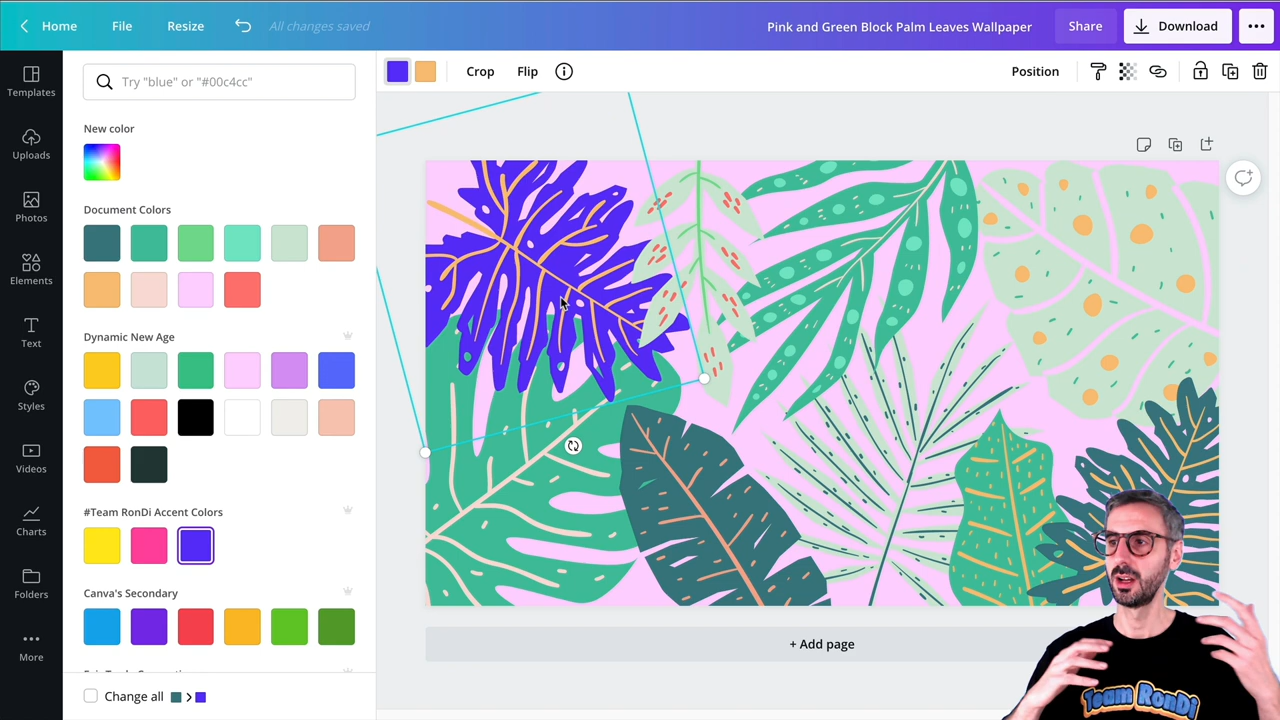 Home
File
Resize
All changes saved
Pink and Green Block Palm Leaves Wallpaper
Share
Download
Templates
Uploads
Photos
Elements
Text
Styles
Videos
Charts
Folders
More
Try "blue" or "#00c4cc"
New color
Document Colors
Dynamic New Age
#Team RonDi Accent Colors
Canva's Secondary
Change all
Crop
Flip
Position
+ Add page
Team RonDi